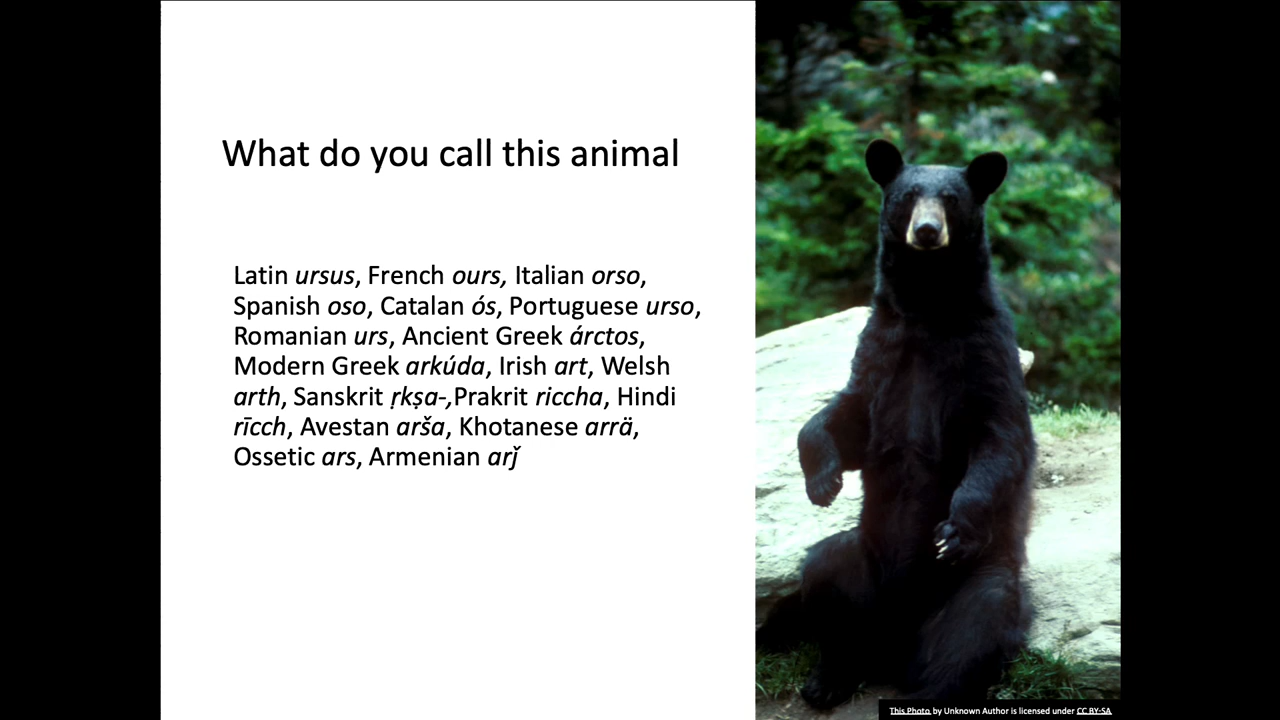 What do you call this animal
Latin ursus, French ours, Italian orso,
Spanish oso, Catalan ós, Portuguese urso,
Romanian urs, Ancient Greek árctos,
Modern Greek arkúda, Irish art, Welsh
arth, Sanskrit ṛkṣa-,Prakrit riccha, Hindi
rīcch, Avestan arša, Khotanese arrä,
Ossetic ars, Armenian arǰ
This Photo by Unknown Author is licensed under CC BY-SA